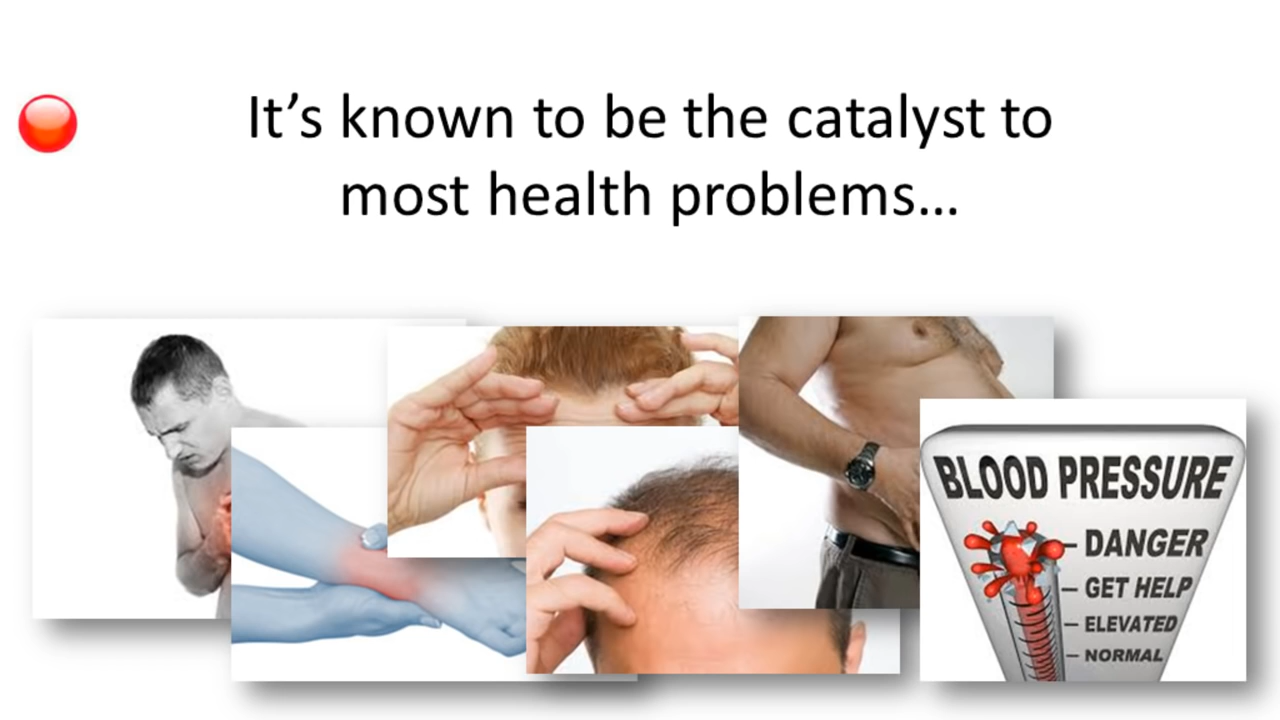 It’s known to be the catalyst to
most health problems…
BLOOD PRESSURE
DANGER
GET HELP
ELEVATED
NORMAL